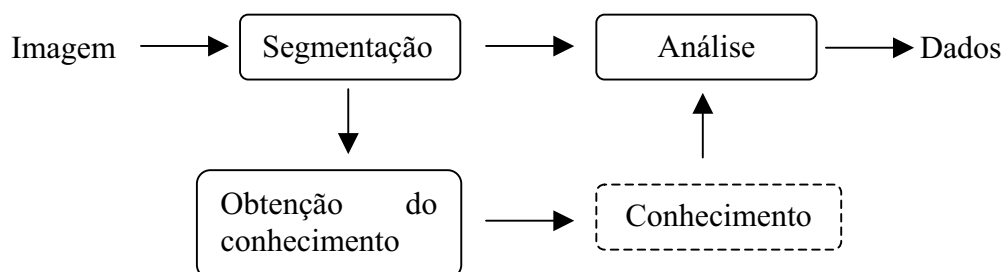 Imagem
Segmentação
Análise
Dados
Obtenção do
conhecimento
Conhecimento